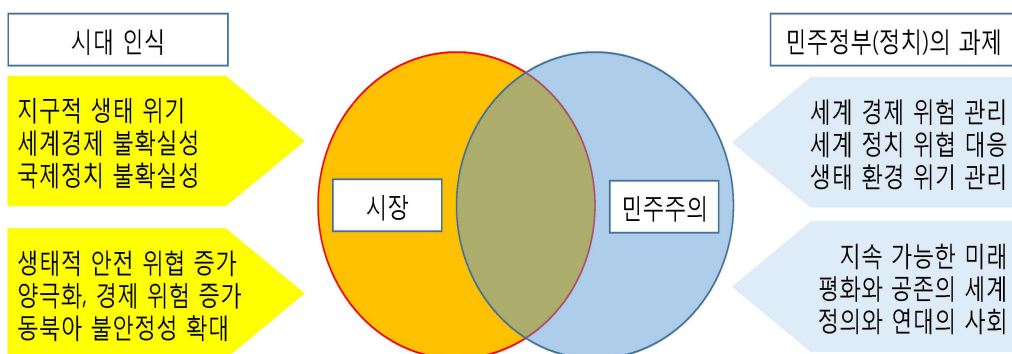 시대 인식
지구적 생태 위기
세계경제 불확실성
국제정치 불확실성
생태적 안전 위협 증가
양극화, 경제 위험 증가
동북아 불안정성 확대
시장
민주주의
민주정부(정치)의 과제
세계 경제 위험 관리
세계 정치 위협 대응
생태 환경 위기 관리
지속 가능한 미래
평화와 공존의 세계
정의와 연대의 사회